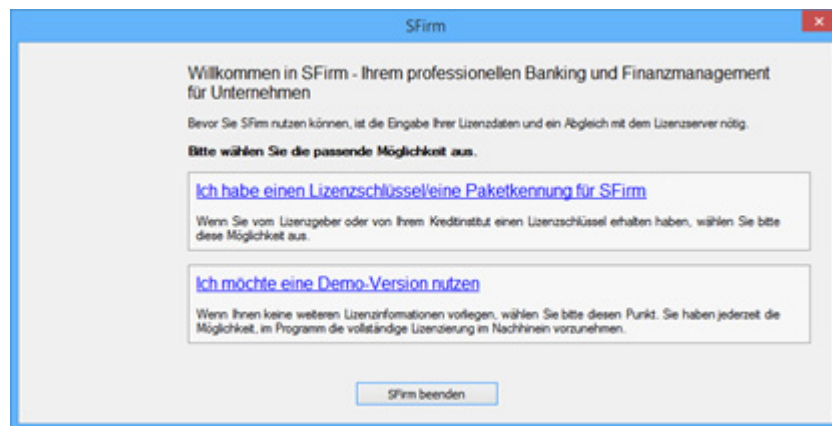 SFirm
Willkommen in SFirm - Ihrem professionellen Banking und Finanzmanagement
für Unternehmen
Bevor Sie SFirm nutzen können, ist die Eingabe Ihrer Lizenzdaten und ein Abgleich mit dem Lizenzserver nötig.
Bitte wählen Sie die passende Möglichkeit aus.
Ich habe einen Lizenzschlüssel/eine Paketkennung für SFirm
Wenn Sie vom Lizenzgeber oder von Ihrem Kreditinstitut einen Lizenzschlüssel erhalten haben, wählen Sie bitte
diese Möglichkeit aus.
Ich möchte eine Demo-Version nutzen
Wenn Ihnen keine weiteren Lizenzinformationen vorliegen, wählen Sie bitte diesen Punkt. Sie haben jederzeit die
Möglichkeit, im Programm die vollständige Lizenzierung im Nachhinein vorzunehmen.
SFirm beenden